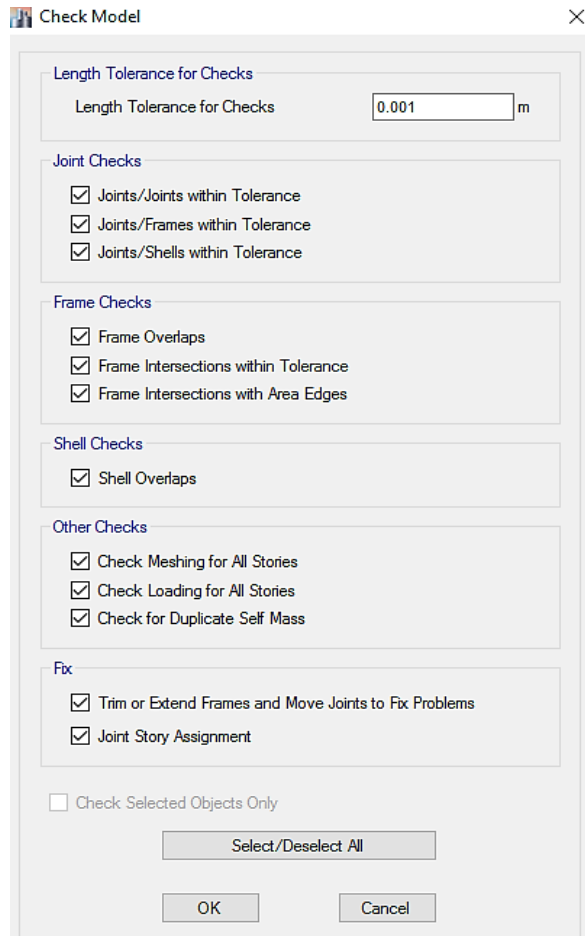 Check Model
Length Tolerance for Checks
Length Tolerance for Checks 0.001 m
Joint Checks
Joints/Joints within Tolerance
Joints/Frames within Tolerance
Joints/Shells within Tolerance
Frame Checks
Frame Overlaps
Frame Intersections within Tolerance
Frame Intersections with Area Edges
Shell Checks
Shell Overlaps
Other Checks
Check Meshing for All Stories
Check Loading for All Stories
Check for Duplicate Self Mass
Fix
Trim or Extend Frames and Move Joints to Fix Problems
Joint Story Assignment
Check Selected Objects Only
Select/Deselect All
OK Cancel